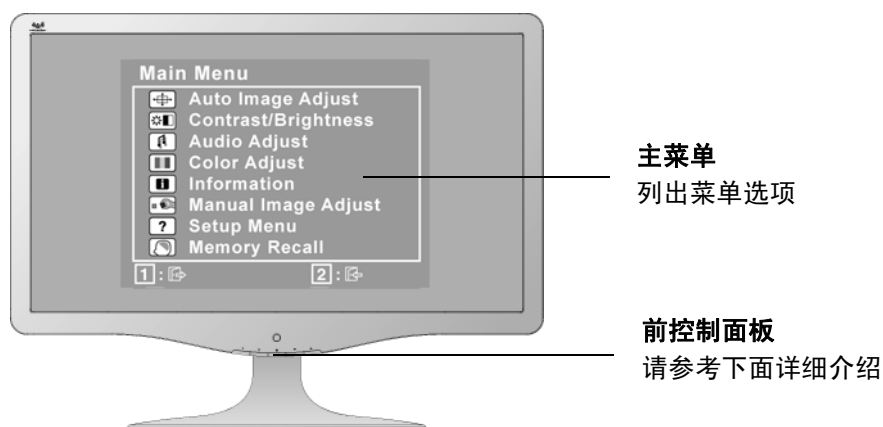 Main Menu
Auto Image Adjust
Contrast/Brightness
Audio Adjust
Color Adjust
Information
Manual Image Adjust
? Setup Menu
Memory Recall
1 : 2 :
主菜单
列出菜单选项
前控制面板
请参考下面详细介绍